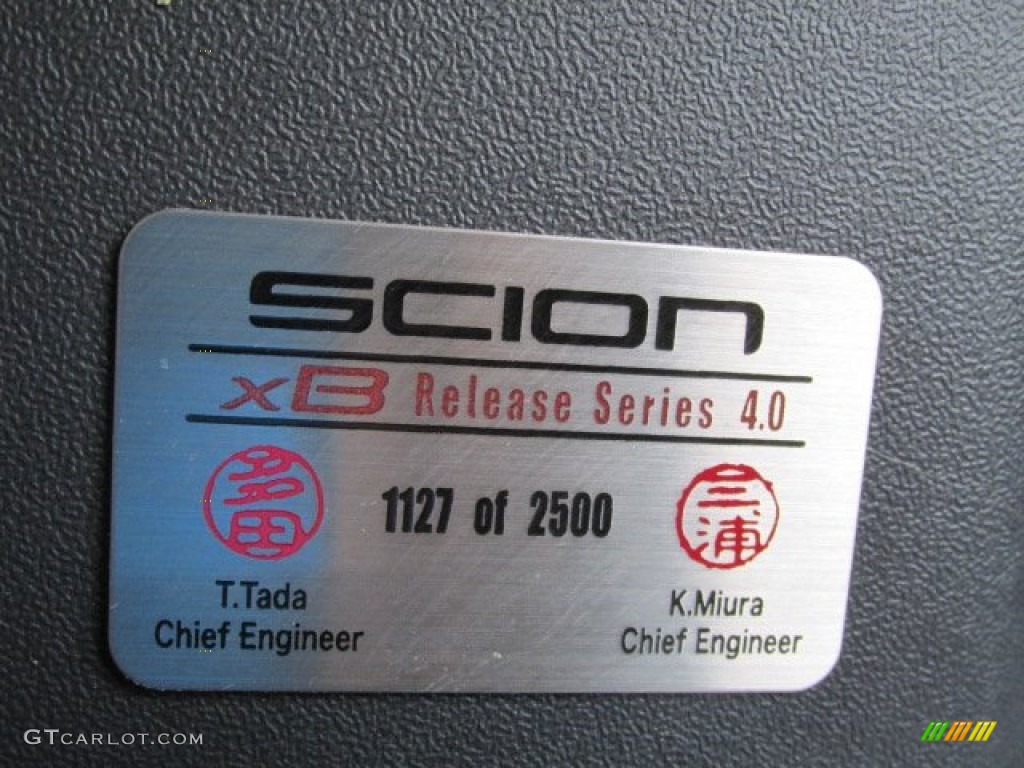 SCION
xB Release Series 4.0
多田
1127 of 2500
三浦
T.Tada
Chief Engineer
K.Miura
Chief Engineer
GTCARLOT.COM